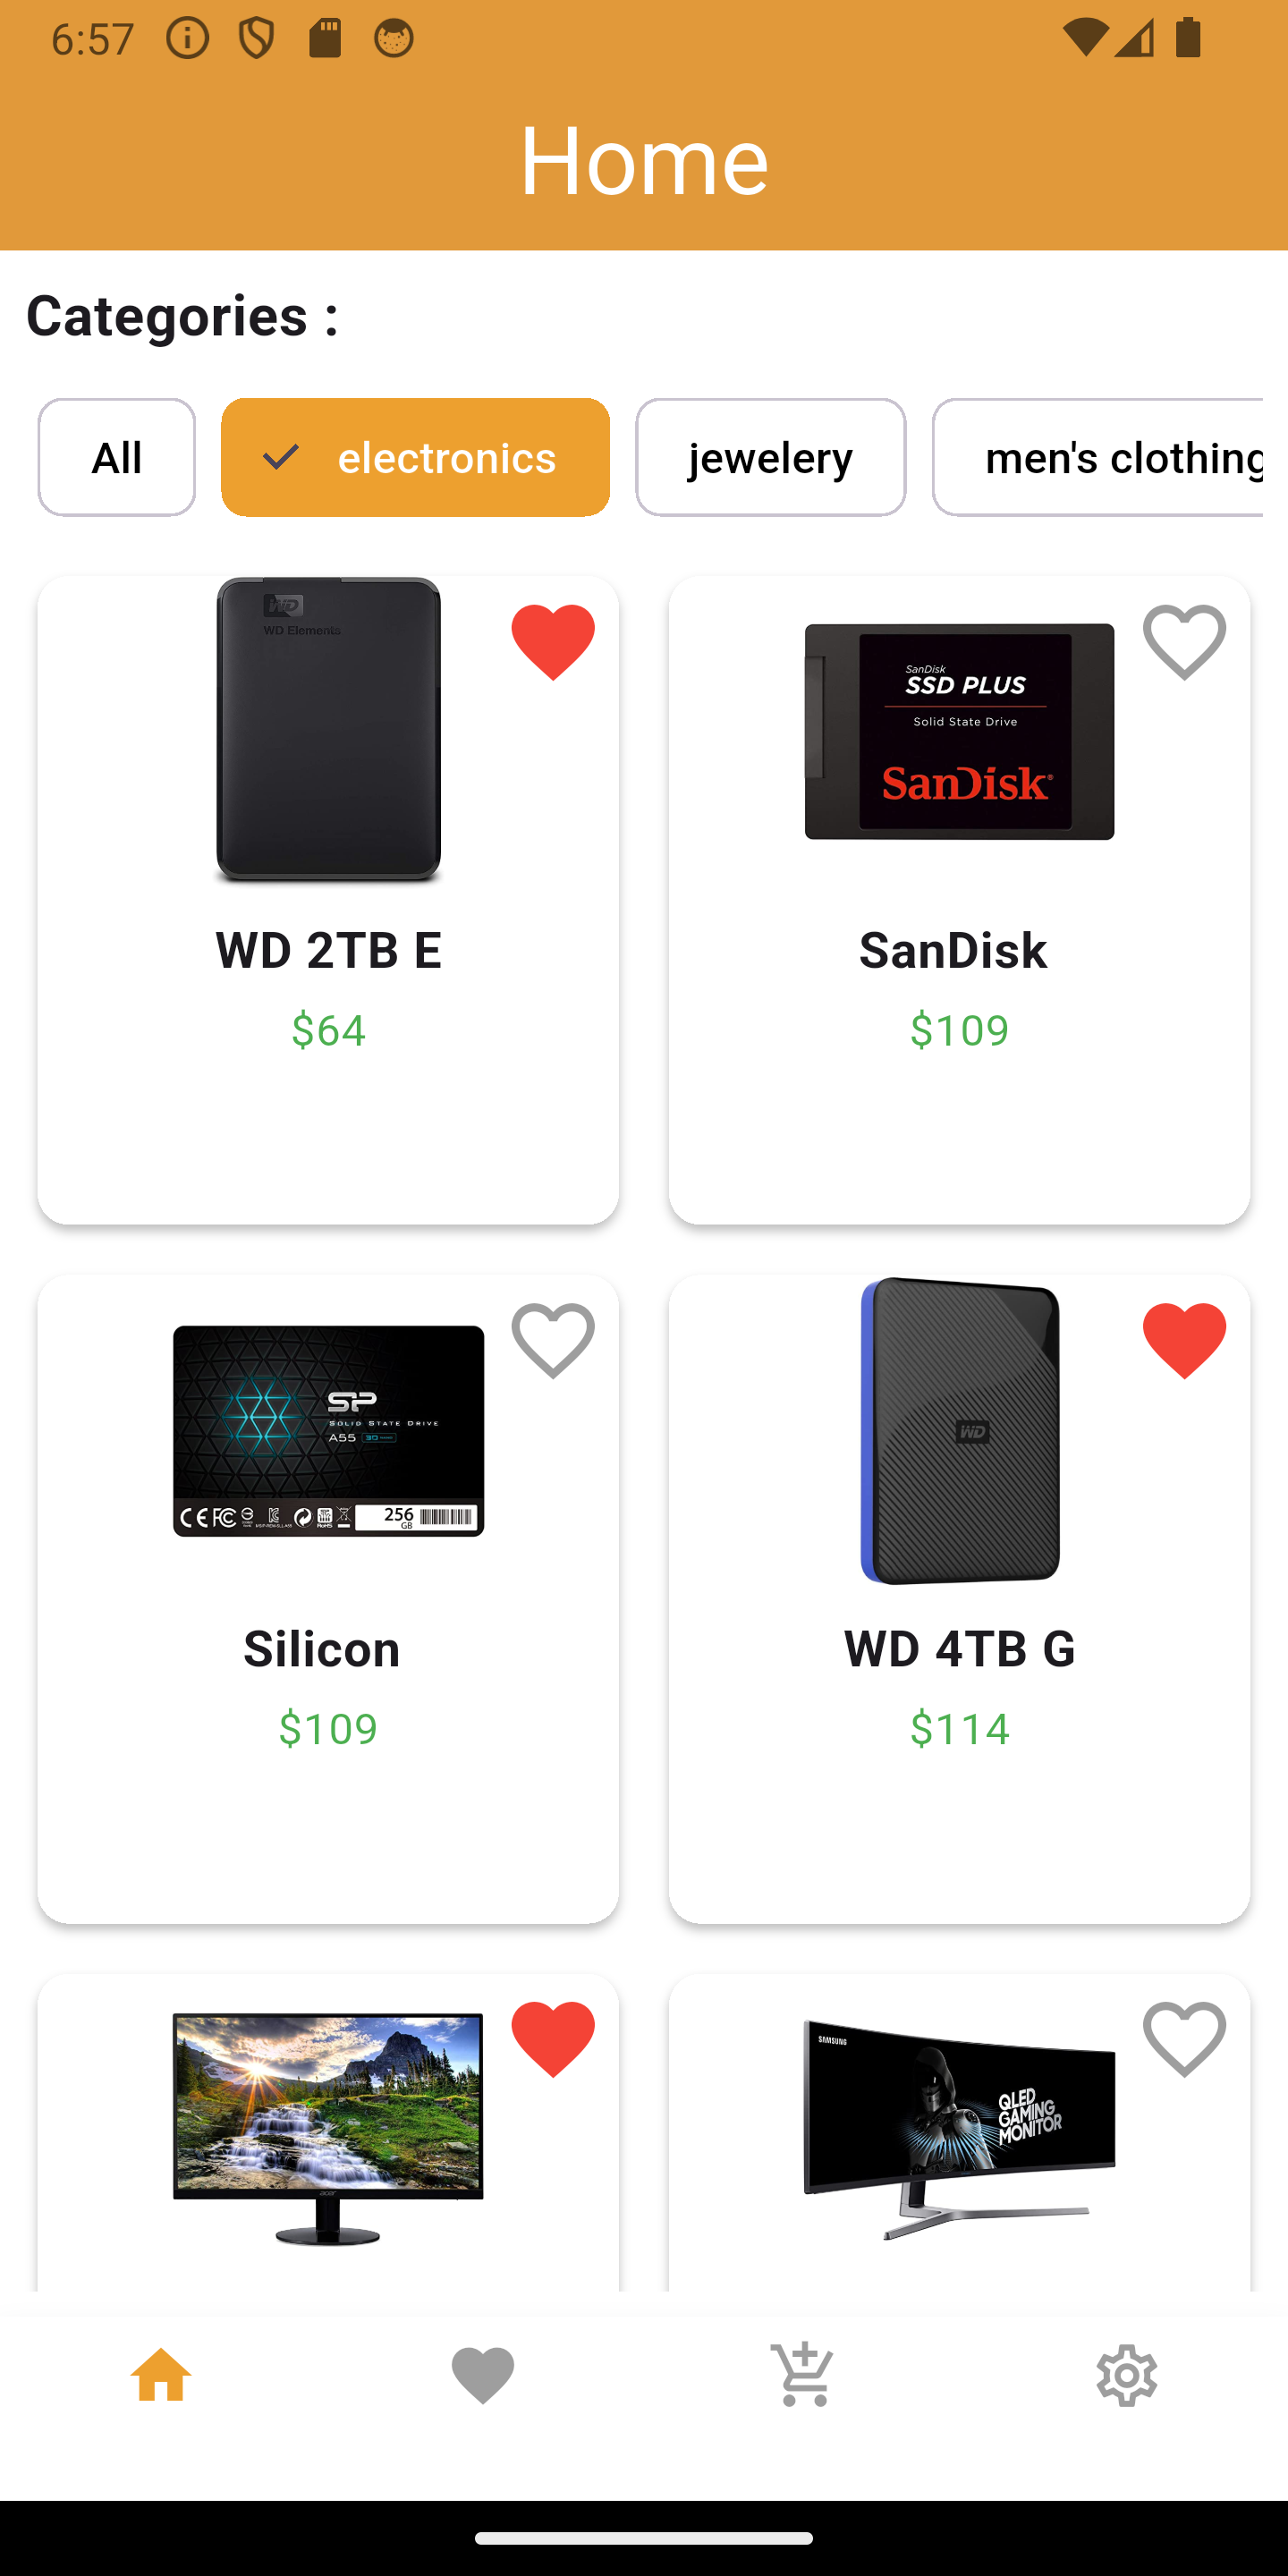 6:57
Home
Categories :
All
electronics
jewelery
men's clothing
WD
WD Elements
SanDisk
SSD PLUS
Solid State Drive
SanDisk
WD 2TB E
SanDisk
$64
$109
SP
SOLID STATE DRIVE
A55
256
GB
WD
Silicon
WD 4TB G
$109
$114
acer
SAMSUNG
QLED
GAMING
MONITOR